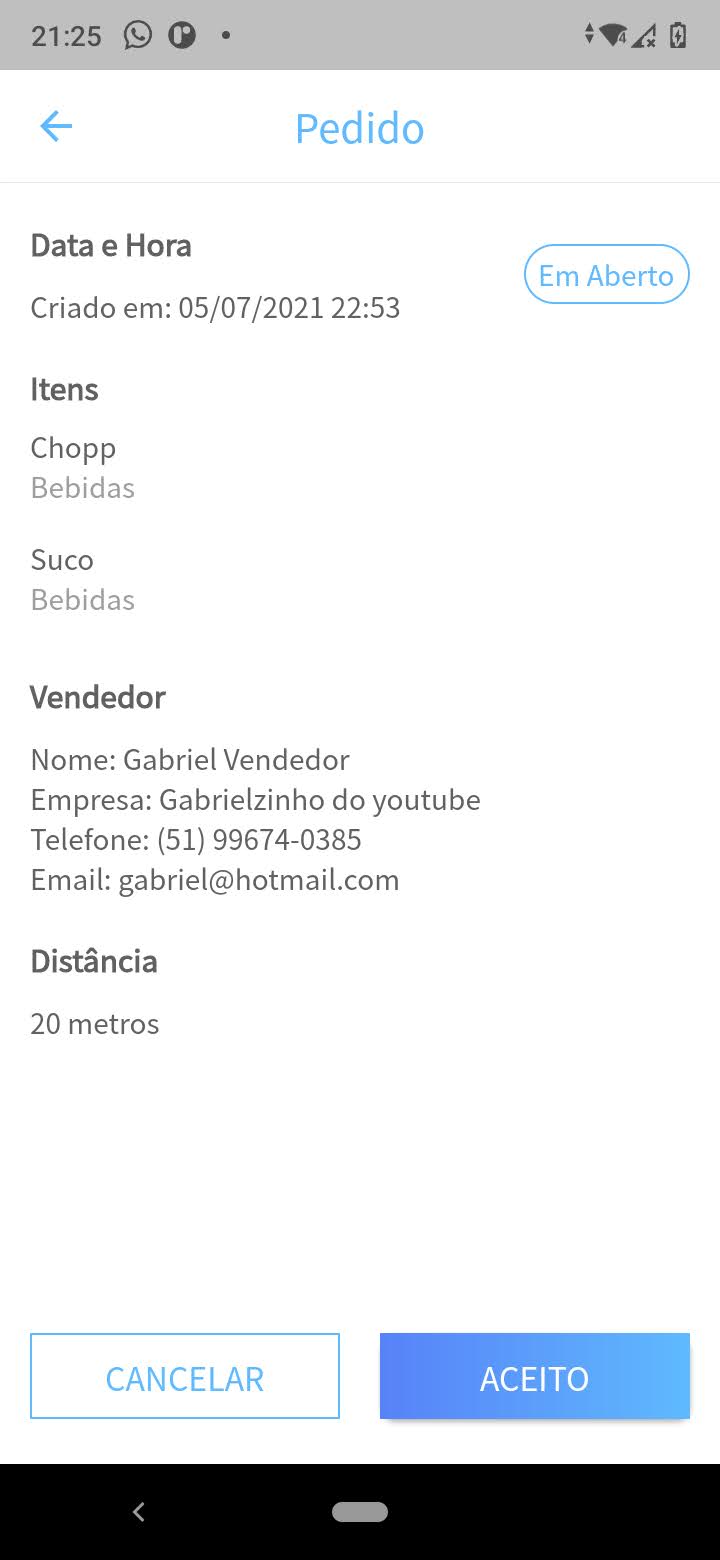 21:25
Pedido
Data e Hora
Em Aberto
Criado em: 05/07/2021 22:53
Itens
Chopp
Bebidas
Suco
Bebidas
Vendedor
Nome: Gabriel Vendedor
Empresa: Gabrielzinho do youtube
Telefone: (51) 99674-0385
Email: gabriel@hotmail.com
Distância
20 metros
CANCELAR
ACEITO